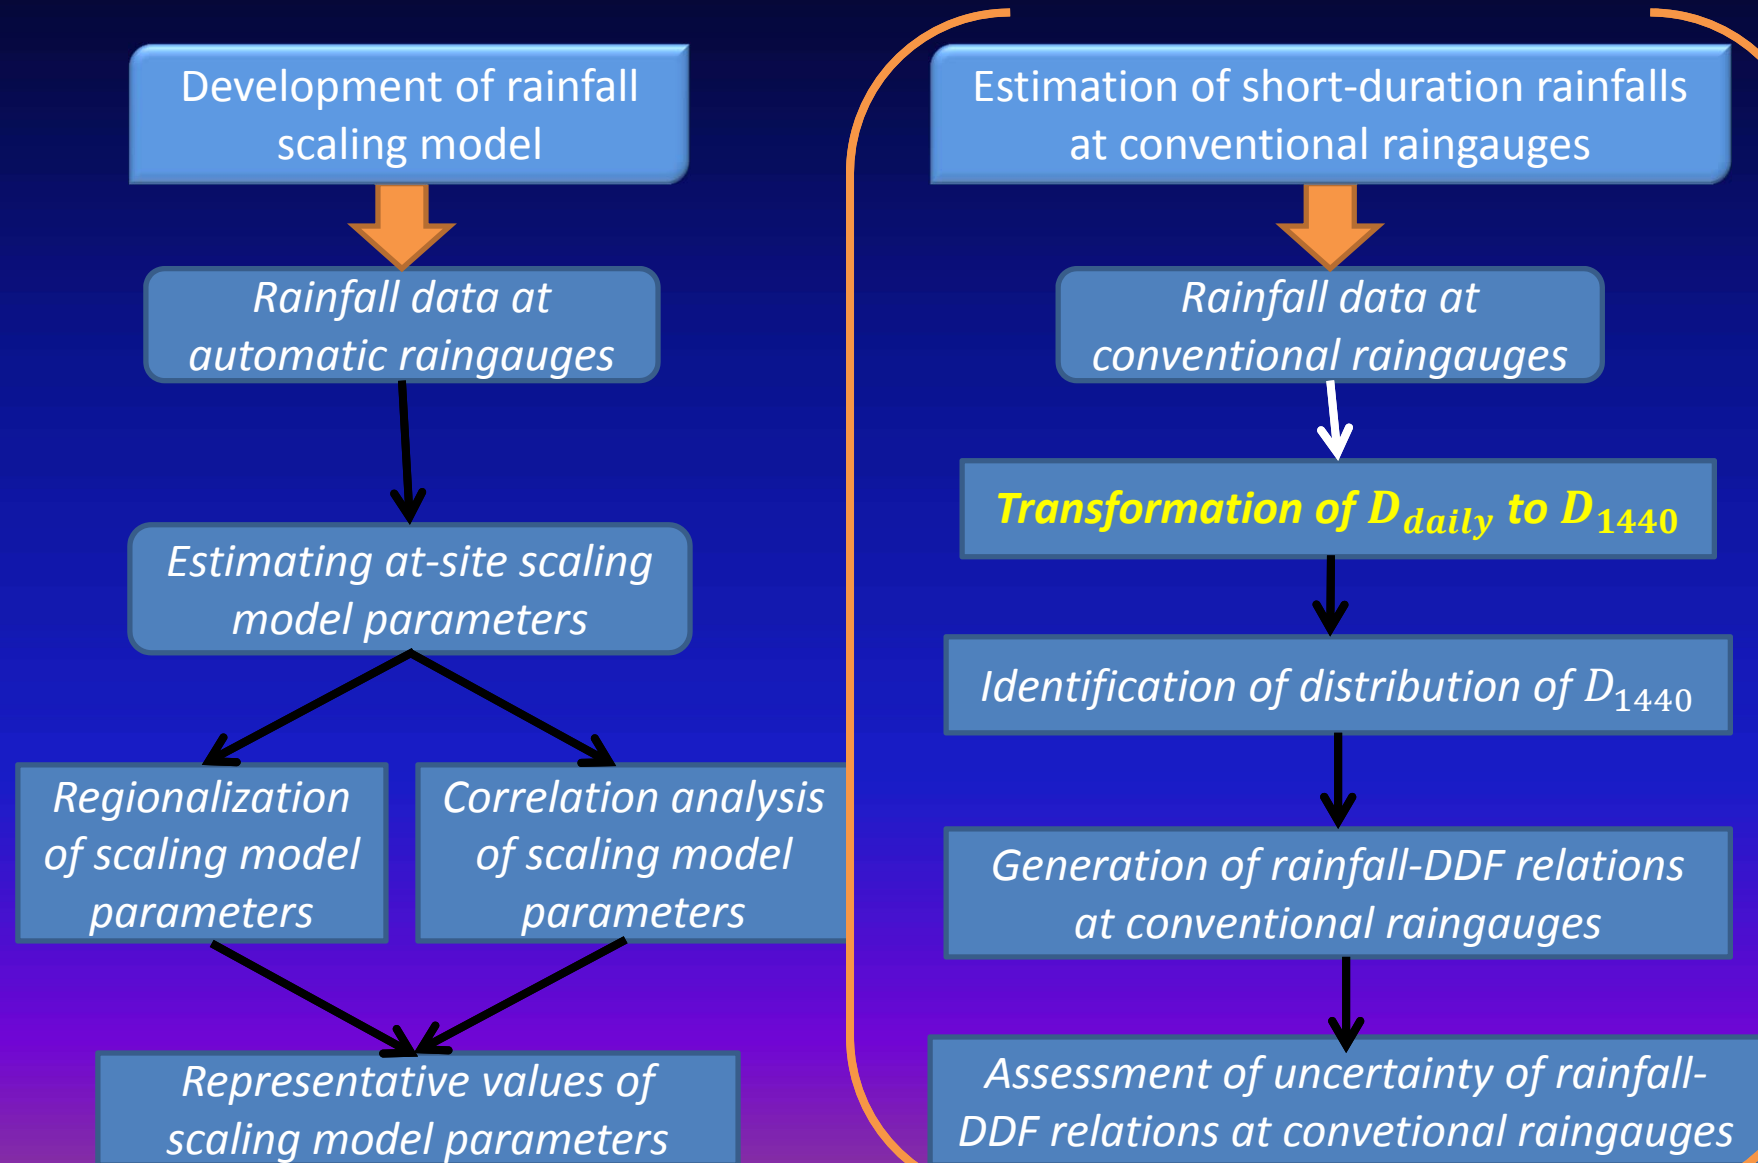 Development of rainfall
scaling model
Rainfall data at
automatic raingauges
Estimating at-site scaling
model parameters
Regionalization
of scaling model
parameters
Correlation analysis
of scaling model
parameters
Representative values of
scaling model parameters
Estimation of short-duration rainfalls
at conventional raingauges
Rainfall data at
conventional raingauges
Transformation of D_daily to D_1440
Identification of distribution of D_1440
Generation of rainfall-DDF relations
at conventional raingauges
Assessment of uncertainty of rainfall-
DDF relations at convetional raingauges